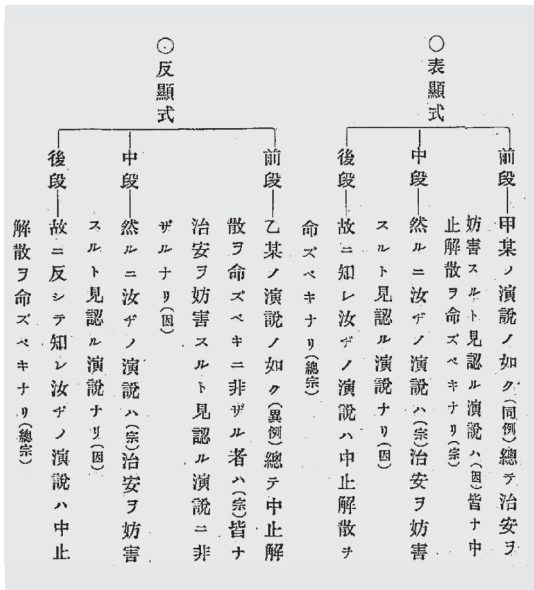 ○表顯式
前段―甲某ノ演説ノ如ク(同例)總テ治安ヲ
妨害スルト見認ル演説ハ(因)皆ナ中
止解散ヲ命ズベキナリ(宗)
中段―然ルニ汝ヂノ演説ハ(宗)治安ヲ妨害
スルト見認ル演説ナリ(因)
後段―故ニ知レ汝ヂノ演説ハ中止解散ヲ
命ズベキナリ(總宗)
○反顯式
前段―乙某ノ演説ノ如ク(異例)總テ中止解
散ヲ命ズベキニ非ザル者ハ(宗)皆ナ
治安ヲ妨害スルト見認ル演説ニ非
ザルナリ(因)
中段―然ルニ汝ヂノ演説ハ(宗)治安ヲ妨害
スルト見認ル演説ナリ(因)
後段―故ニ反シテ知レ汝ヂノ演説ハ中止
解散ヲ命ズベキナリ(總宗)